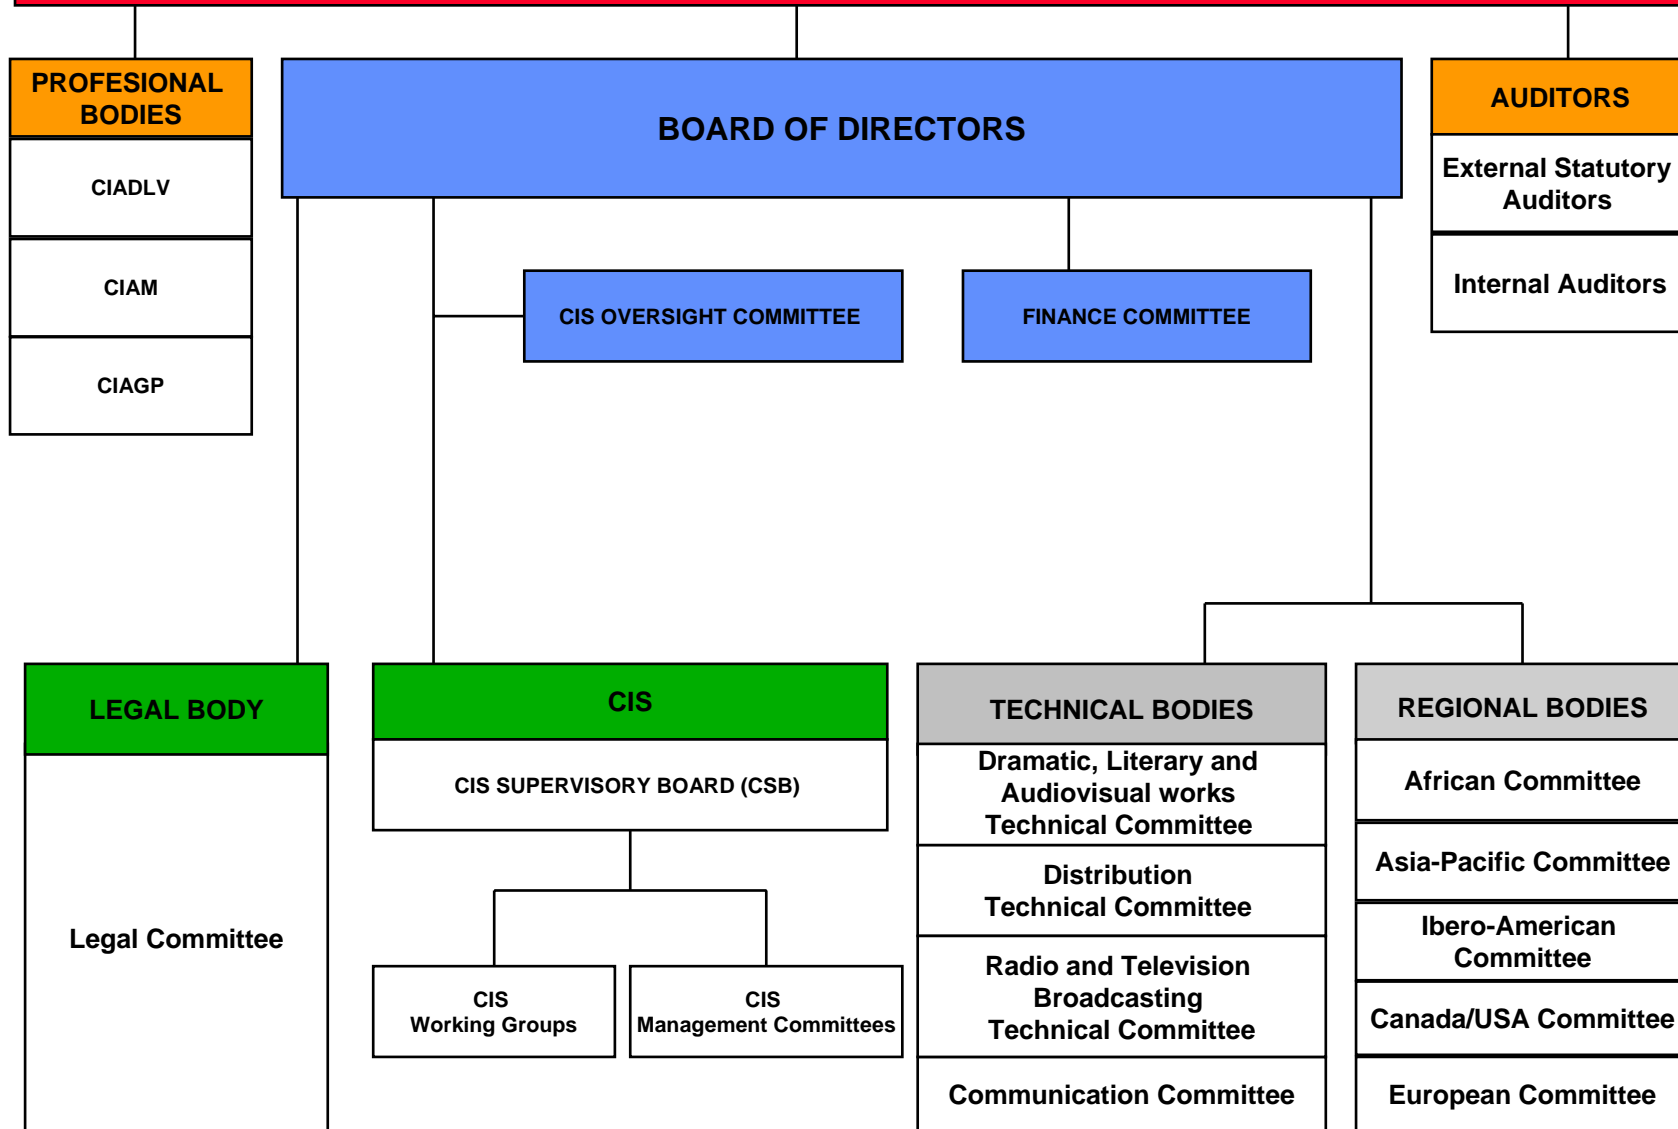 PROFESIONAL
BODIES
CIADLV
CIAM
CIAGP
BOARD OF DIRECTORS
AUDITORS
External Statutory
Auditors
Internal Auditors
CIS OVERSIGHT COMMITTEE
FINANCE COMMITTEE
LEGAL BODY
Legal Committee
CIS
CIS SUPERVISORY BOARD (CSB)
CIS
Working Groups
CIS
Management Committees
TECHNICAL BODIES
Dramatic, Literary and
Audiovisual works
Technical Committee
Distribution
Technical Committee
Radio and Television
Broadcasting
Technical Committee
Communication Committee
REGIONAL BODIES
African Committee
Asia-Pacific Committee
Ibero-American
Committee
Canada/USA Committee
European Committee